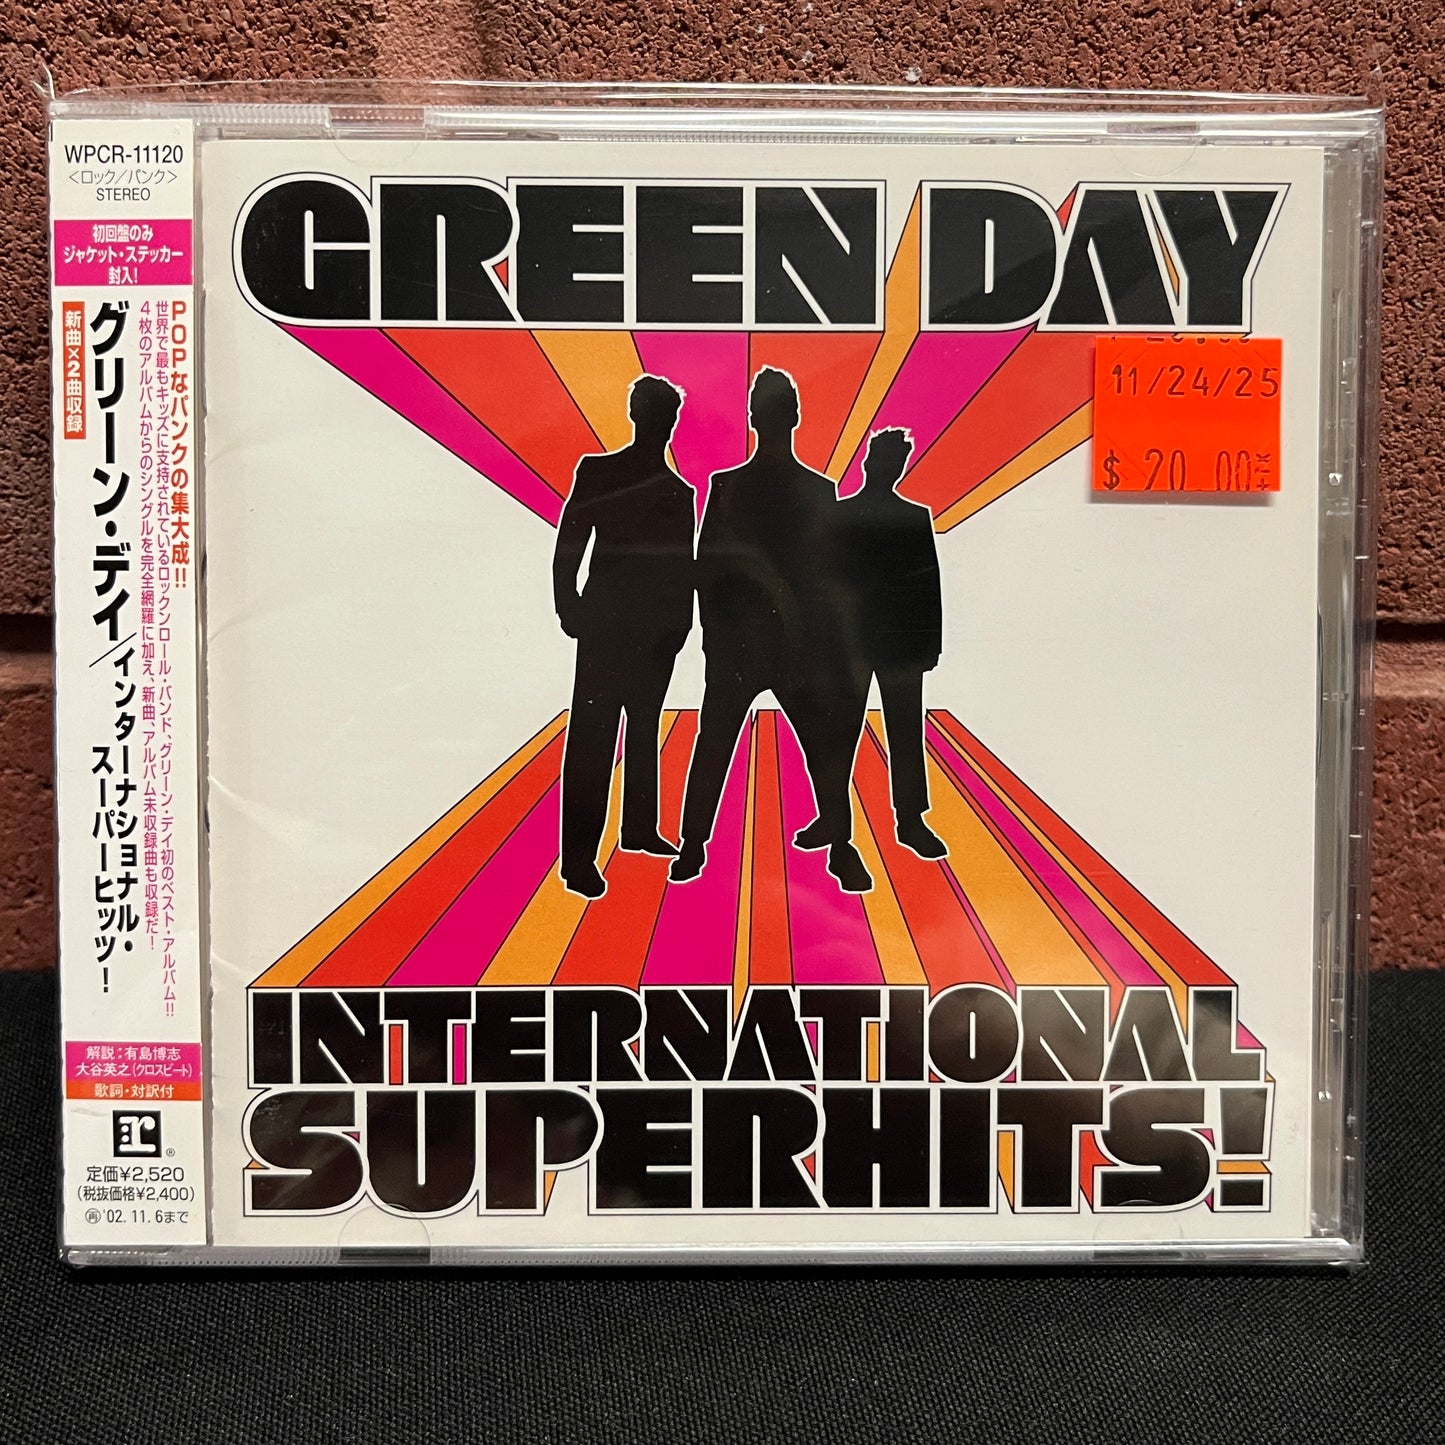 WPCR-11120
<ロック／パンク>
STEREO
初回盤のみ
ジャケット・ステッカー
封入!
POPなパンクの集大成!!
世界で最もキッズに支持されているロックンロール・バンド、グリーン・デイ初のベスト・アルバム!!
4枚のアルバムからのシングルを完全網羅に加え、新曲、アルバム未収録曲も収録だ!
グリーン・デイ／インターナショナル・
スーパーヒッツ!
新曲×2曲収録
解説:有島博志
大谷英之(クロスビート)
歌詞・対訳付
r®
定価¥2,520
(税抜価格¥2,400)
再 '02.11.6まで
GREEN DAY
11/24/25
$ 20.00
INTERNATIONAL
SUPERHITS!